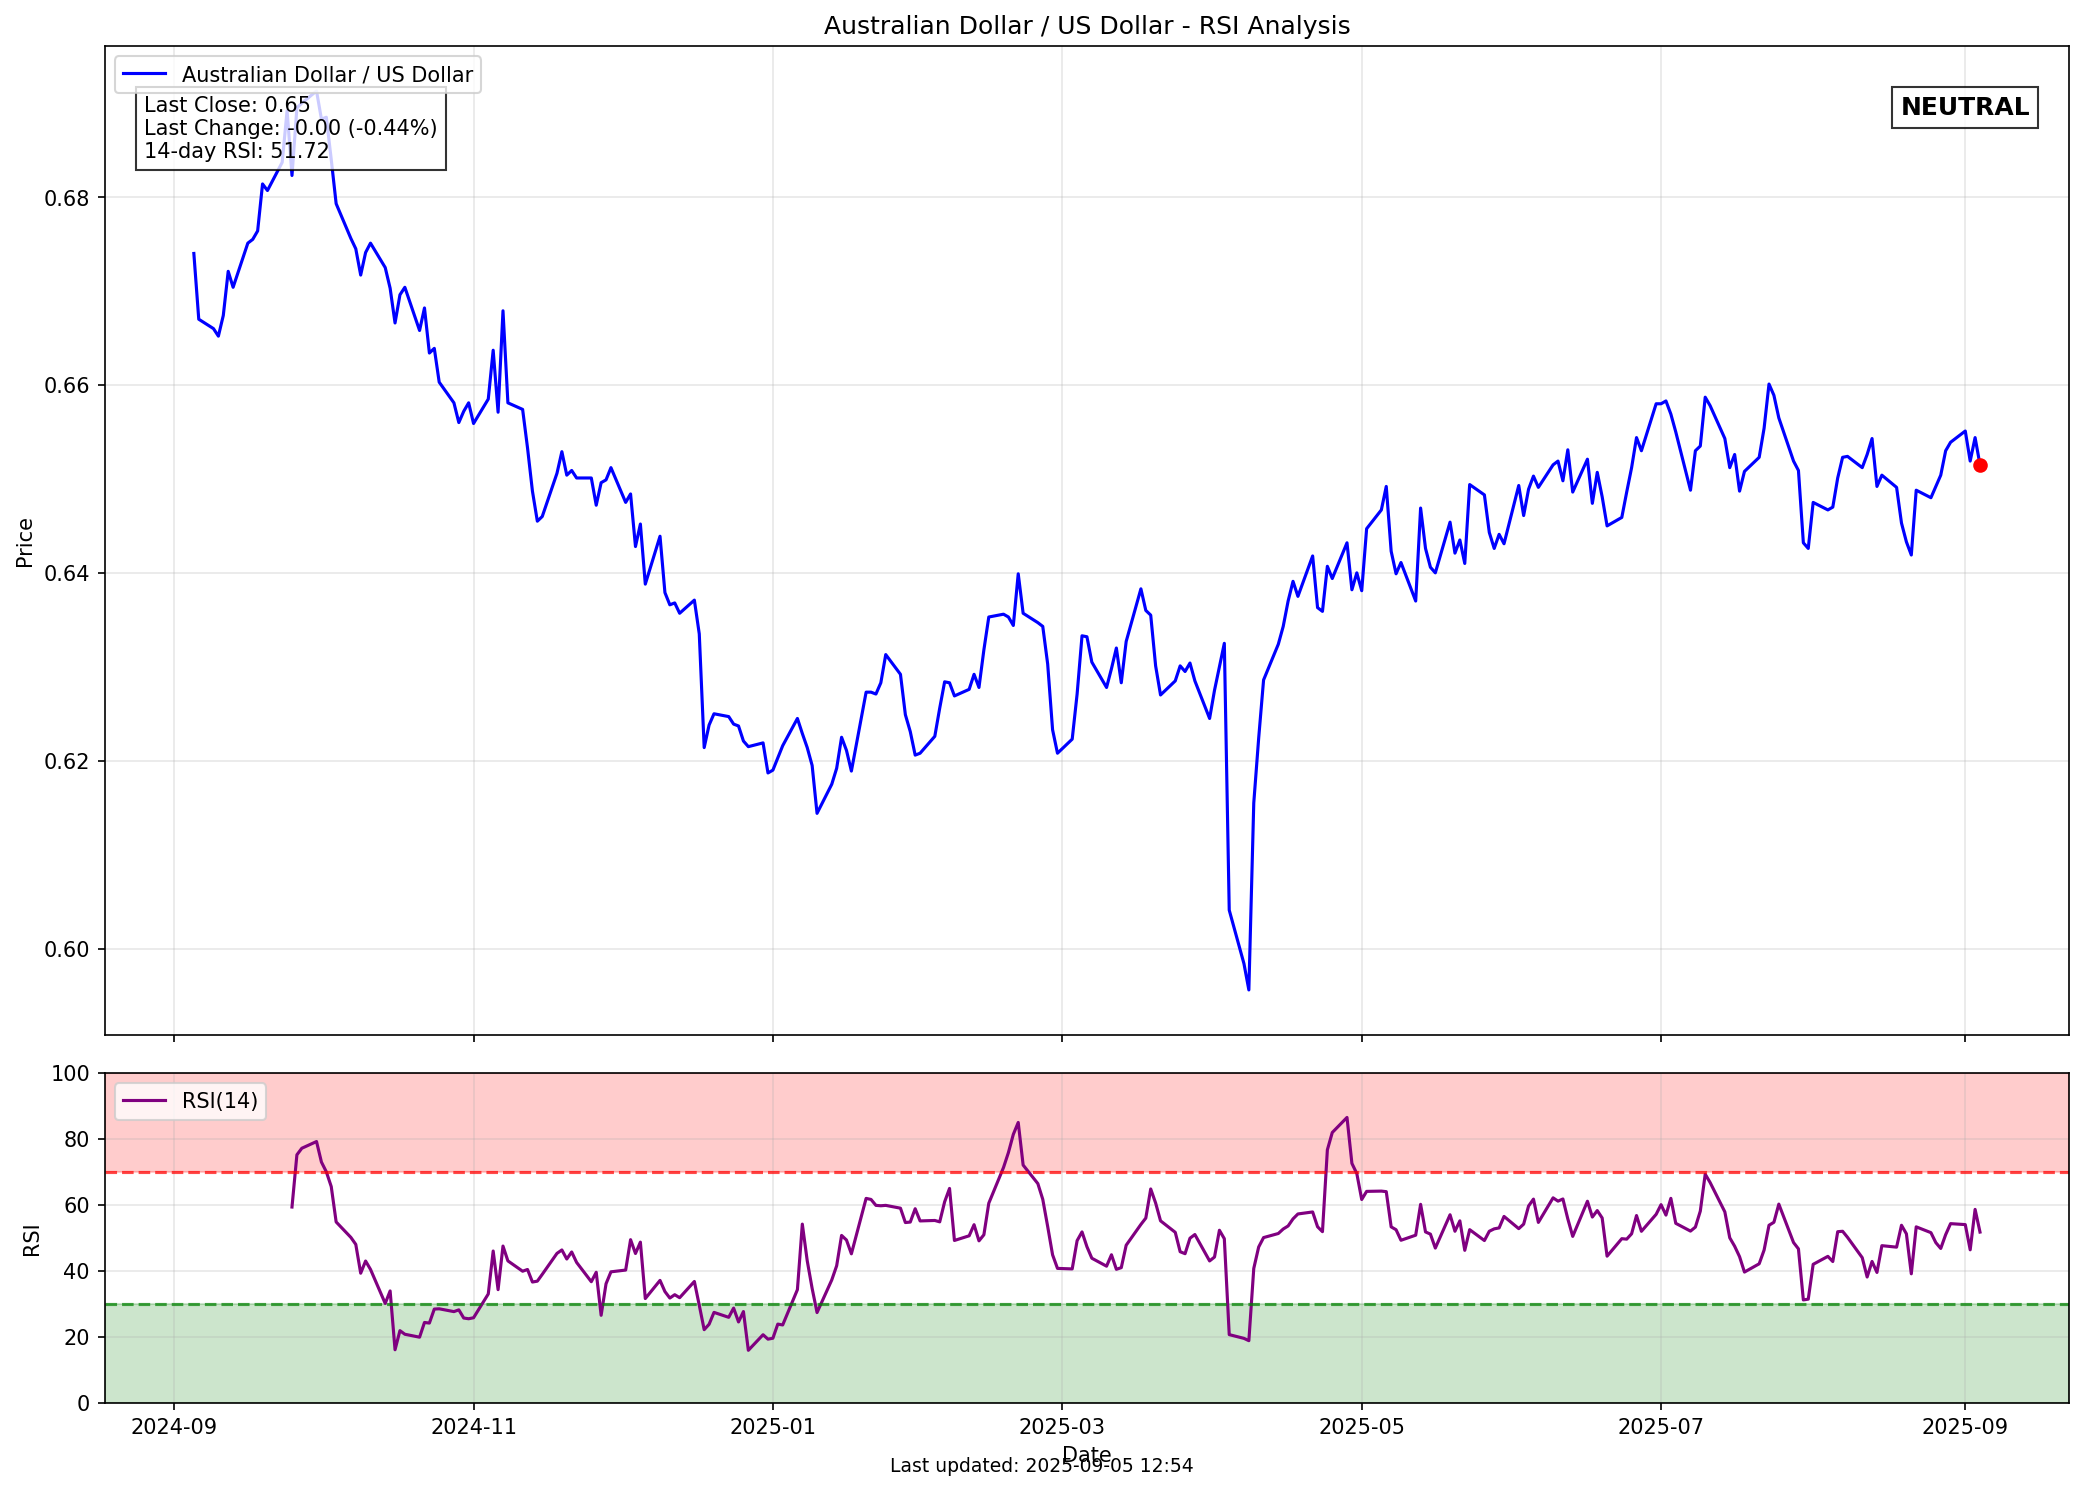 Australian Dollar / US Dollar - RSI Analysis
Australian Dollar / US Dollar
Last Close: 0.65
Last Change: -0.00 (-0.44%)
14-day RSI: 51.72
NEUTRAL
Price
0.68
0.66
0.64
0.62
0.60
RSI(14)
RSI
100
80
60
40
20
0
2024-09
2024-11
2025-01
2025-03
2025-05
2025-07
2025-09
Date
Last updated: 2025-09-05 12:54